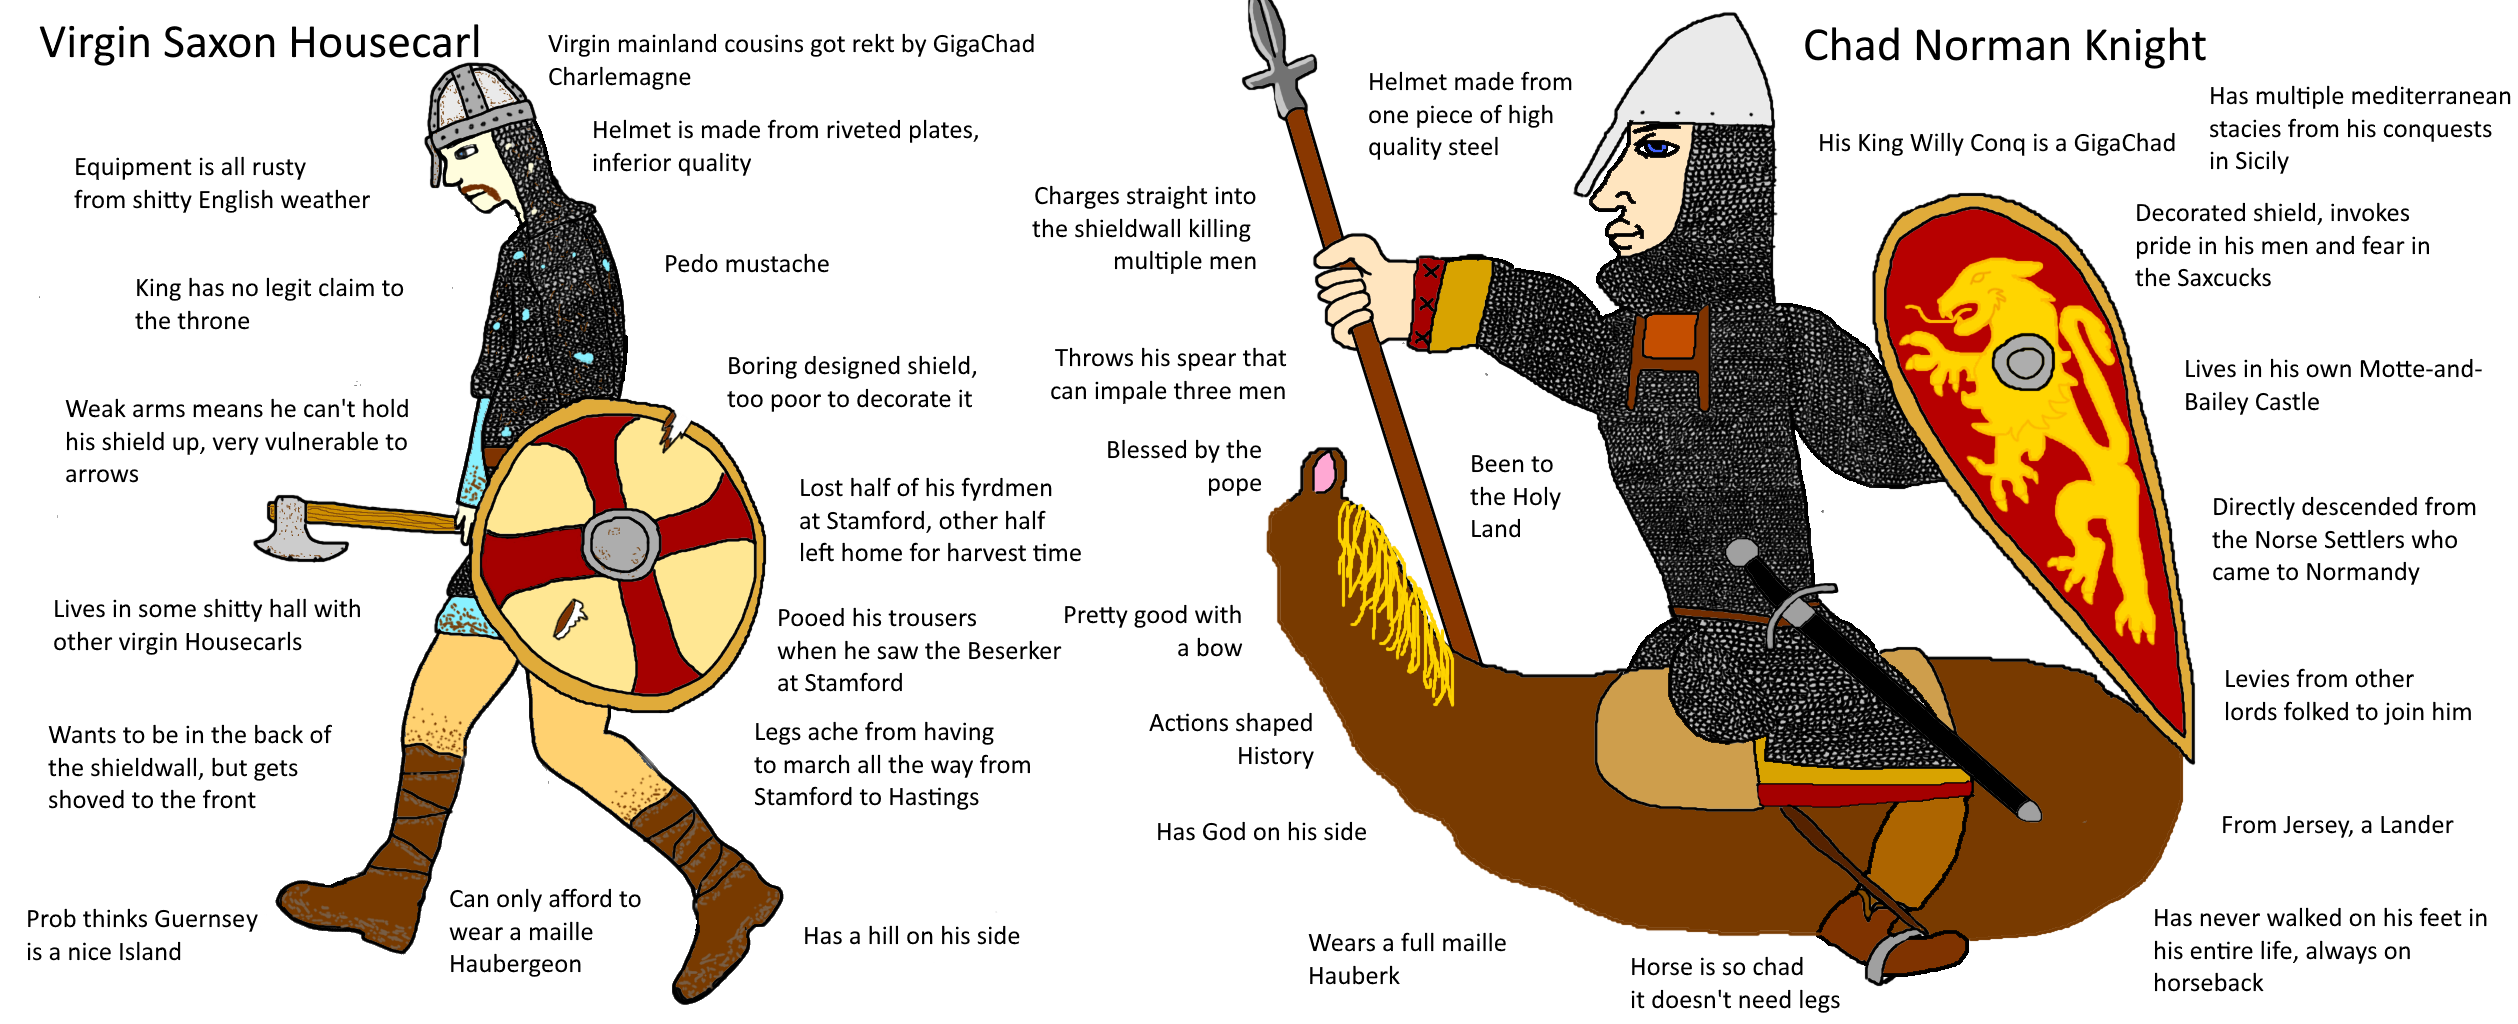 Virgin Saxon Housecarl
Virgin mainland cousins got rekt by GigaChad
Charlemagne
Helmet is made from riveted plates,
inferior quality
Equipment is all rusty
from shitty English weather
Pedo mustache
King has no legit claim to
the throne
Boring designed shield,
too poor to decorate it
Weak arms means he can't hold
his shield up, very vulnerable to
arrows
Lost half of his fyrdmen
at Stamford, other half
left home for harvest time
Lives in some shitty hall with
other virgin Housecarls
Pooed his trousers
when he saw the Beserker
at Stamford
Wants to be in the back of
the shieldwall, but gets
shoved to the front
Legs ache from having
to march all the way from
Stamford to Hastings
Prob thinks Guernsey
is a nice Island
Can only afford to
wear a maille
Haubergeon
Has a hill on his side
Chad Norman Knight
Helmet made from
one piece of high
quality steel
His King Willy Conq is a GigaChad
Has multiple mediterranean
stacies from his conquests
in Sicily
Charges straight into
the shieldwall killing
multiple men
Decorated shield, invokes
pride in his men and fear in
the Saxcucks
Throws his spear that
can impale three men
Lives in his own Motte-and-
Bailey Castle
Blessed by the
pope
Been to
the Holy
Land
Directly descended from
the Norse Settlers who
came to Normandy
Pretty good with
a bow
Levies from other
lords folked to join him
Actions shaped
History
Has God on his side
From Jersey, a Lander
Wears a full maille
Hauberk
Horse is so chad
it doesn't need legs
Has never walked on his feet in
his entire life, always on
horseback